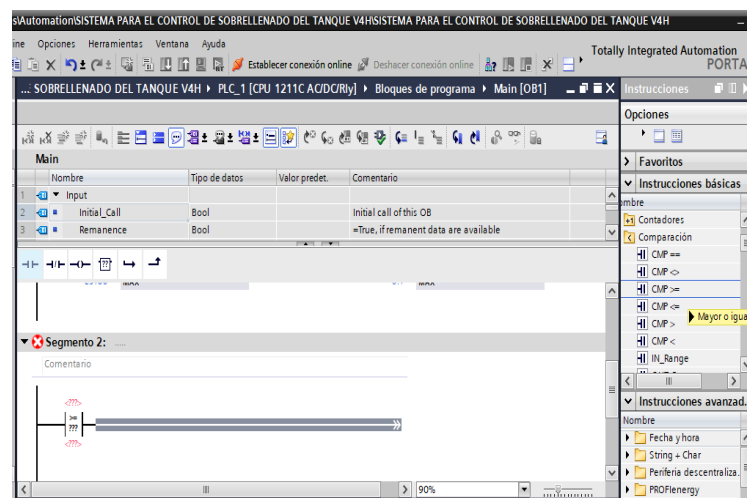 s\Automation\SISTEMA PARA EL CONTROL DE SOBRELLENADO DEL TANQUE V4H\SISTEMA PARA EL CONTROL DE SOBRELLENADO DEL TANQUE V4H
ine Opciones Herramientas Ventana Ayuda
Totally Integrated Automation
PORTA
Establecer conexión online Deshacer conexión online
... SOBRELLENADO DEL TANQUE V4H ▸ PLC_1 [CPU 1211C AC/DC/Rly] ▸ Bloques de programa ▸ Main [OB1]
Instrucciones
Opciones
Main
Favoritos
Nombre Tipo de datos Valor predet. Comentario
Instrucciones básicas
ombre
1 Input
2 Initial_Call Bool Initial call of this OB
3 Remanence Bool =True, if remanent data are available
Contadores
Comparación
CMP ==
CMP <>
CMP >=
CMP <=
Mayor o igua
CMP >
CMP <
IN_Range
??
MAX MAX
Segmento 2: .....
Comentario
<???>
>=
???
<???>
Instrucciones avanzad.
Nombre
Fecha y hora
String + Char
Periferia descentraliza.
PROFIenergy
90%